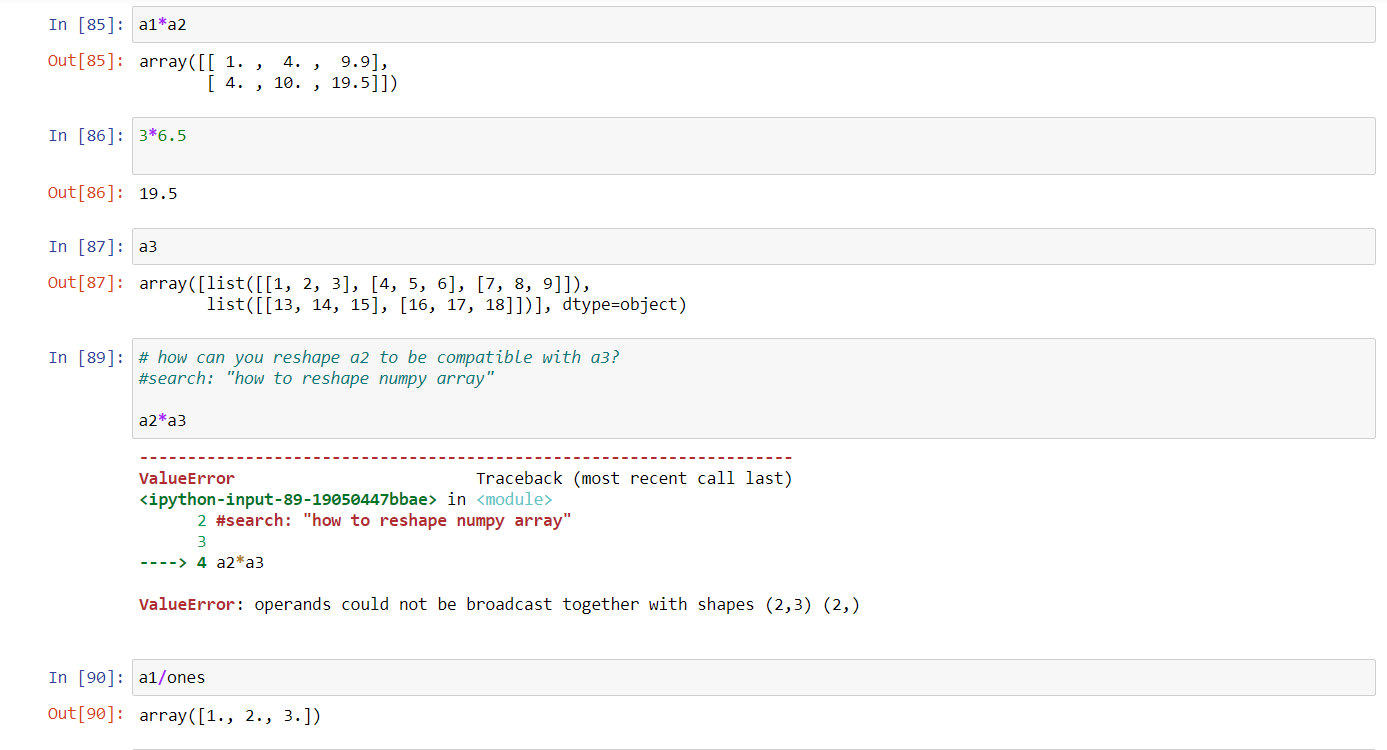 In [85]: a1*a2
Out[85]: array([[ 1. ,  4. ,  9.9],
       [ 4. , 10. , 19.5]])
In [86]: 3*6.5
Out[86]: 19.5
In [87]: a3
Out[87]: array([list([[1, 2, 3], [4, 5, 6], [7, 8, 9]]),
       list([[13, 14, 15], [16, 17, 18]])], dtype=object)
In [89]: # how can you reshape a2 to be compatible with a3?
#search: "how to reshape numpy array"
a2*a3
--------------------------------------------------------------------
ValueError                         Traceback (most recent call last)
<ipython-input-89-19050447bbae> in <module>
      2 #search: "how to reshape numpy array"
      3
----> 4 a2*a3
ValueError: operands could not be broadcast together with shapes (2,3) (2,)
In [90]: a1/ones
Out[90]: array([1., 2., 3.])